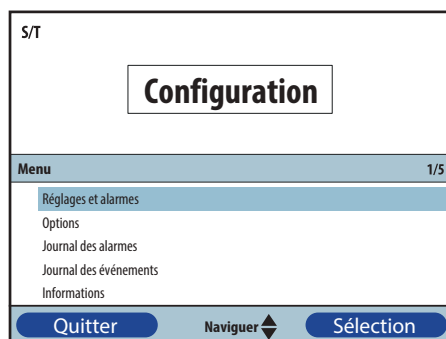 S/T
Configuration
Menu 1/5
Réglages et alarmes
Options
Journal des alarmes
Journal des événements
Informations
Quitter Naviguer Sélection